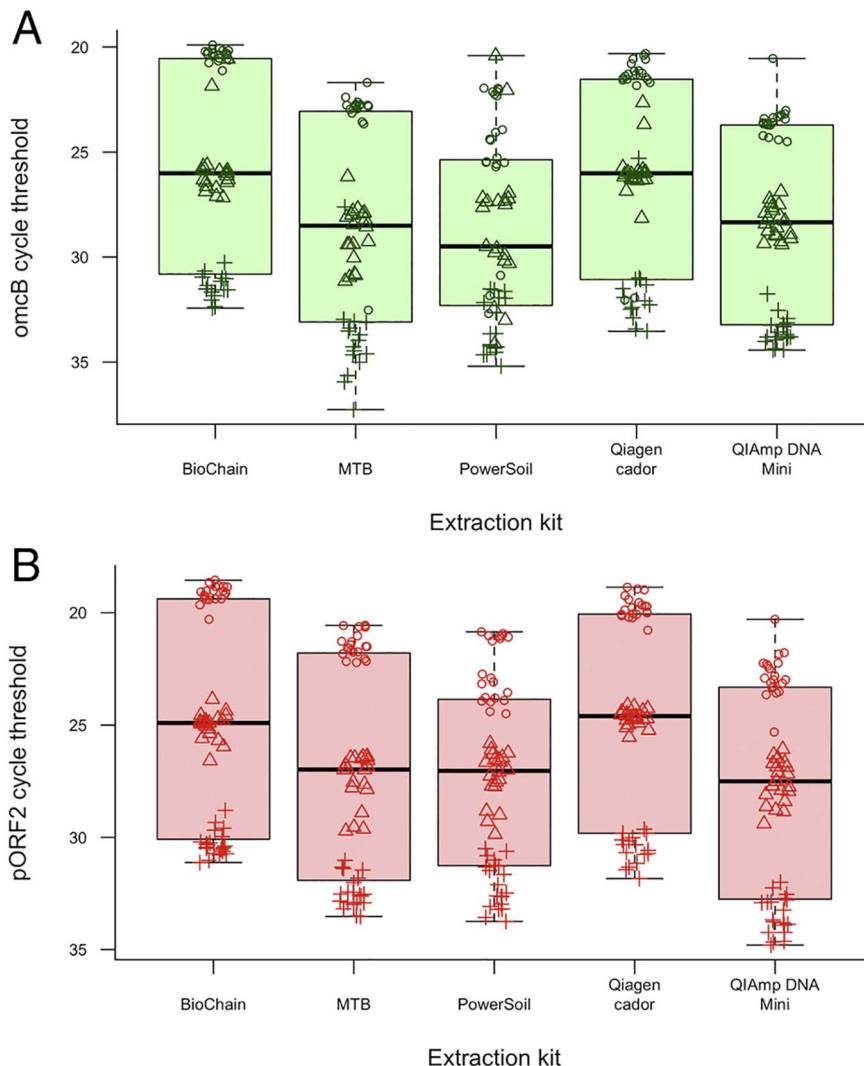 A
omcB cycle threshold
20
25
30
35
BioChain
MTB
PowerSoil
Qiagen
cador
QIAmp DNA
Mini
Extraction kit
B
pORF2 cycle threshold
20
25
30
35
BioChain
MTB
PowerSoil
Qiagen
cador
QIAmp DNA
Mini
Extraction kit